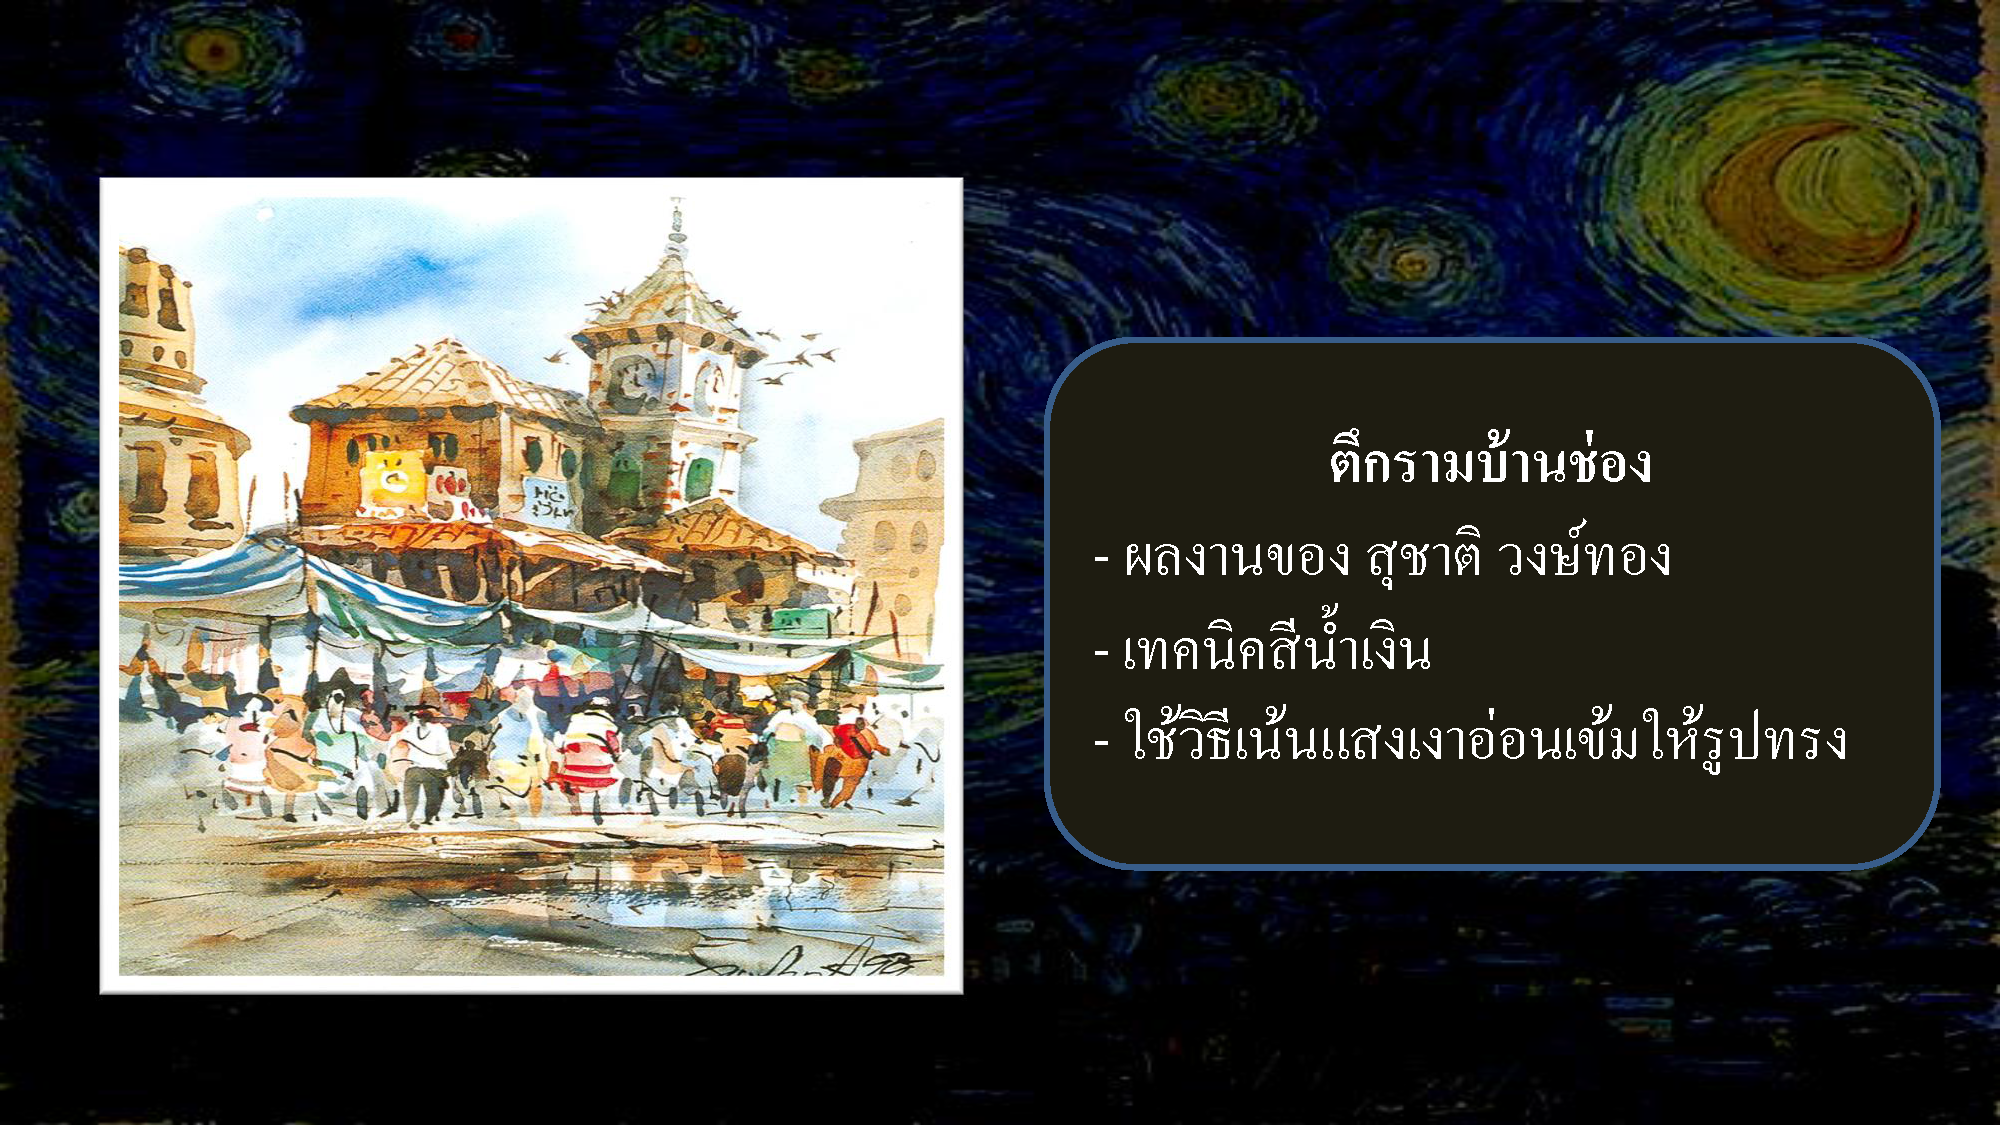 ตึกรามบ้านช่อง
- ผลงานของ สุชาติ วงษ์ทอง
- เทคนิคสีน้ำเงิน
- ใช้วิธีเน้นแสงเงาอ่อนเข้มให้รูปทรง